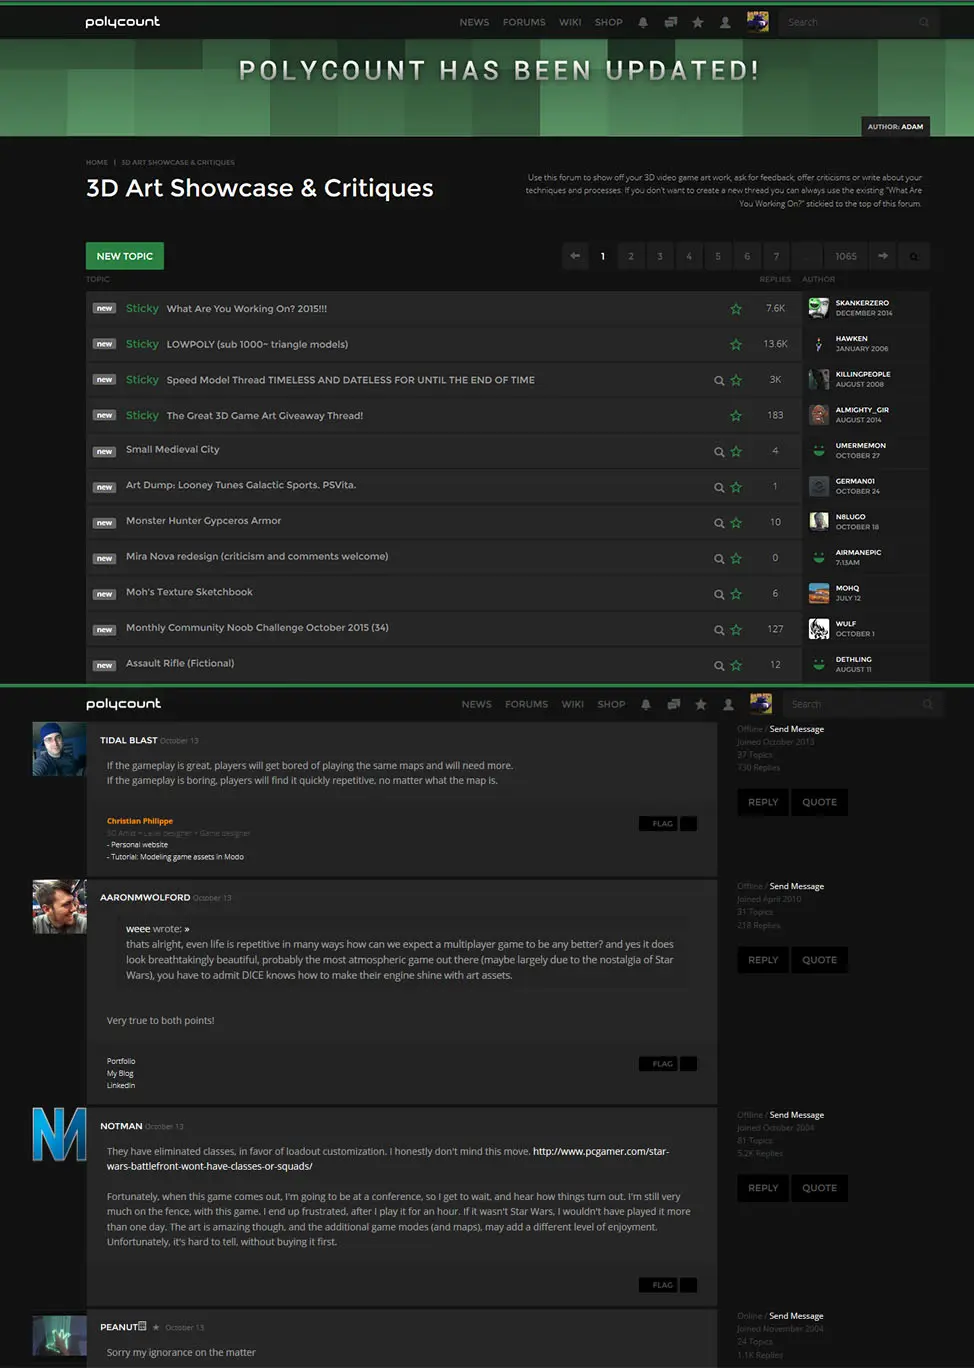 polycount NEWS FORUMS WIKI SHOP Search
POLYCOUNT HAS BEEN UPDATED!
AUTHOR: ADAM
HOME | 3D ART SHOWCASE & CRITIQUES
3D Art Showcase & Critiques
Use this forum to show off your 3D video game art work, ask for feedback, offer criticisms or write about your
techniques and processes. If you don't want to create a new thread you can always use the existing "What Are
You Working On?" stickied to the top of this forum.
NEW TOPIC
1 2 3 4 5 6 7 ... 1065
TOPIC REPLIES AUTHOR
new Sticky What Are You Working On? 2015!!! 7.6K SKANKERZERO
DECEMBER 2014
new Sticky LOWPOLY (sub 1000~ triangle models) 13.6K HAWKEN
JANUARY 2006
new Sticky Speed Model Thread TIMELESS AND DATELESS FOR UNTIL THE END OF TIME 3K KILLINGPEOPLE
AUGUST 2008
new Sticky The Great 3D Game Art Giveaway Thread! 183 ALMIGHTY_GIR
AUGUST 2014
new Small Medieval City 4 UMERMEMON
OCTOBER 27
new Art Dump: Looney Tunes Galactic Sports. PSVita. 1 GERMAN01
OCTOBER 24
new Monster Hunter Gypceros Armor 10 N8LUGO
OCTOBER 18
new Mira Nova redesign (criticism and comments welcome) 0 AIRMANEPIC
7:13AM
new Moh's Texture Sketchbook 6 MOHQ
JULY 12
new Monthly Community Noob Challenge October 2015 (34) 127 WULF
OCTOBER 1
new Assault Rifle (Fictional) 12 DETHLING
AUGUST 11
polycount NEWS FORUMS WIKI SHOP Search
TIDAL BLAST October 13
Offline / Send Message
Joined October 2013
37 Topics
730 Replies
If the gameplay is great, players will get bored of playing the same maps and will need more.
If the gameplay is boring, players will find it quickly repetitive, no matter what the map is.
REPLY QUOTE
Christian Philippe
3D Artist - Level designer - Game designer
- Personal website
- Tutorial: Modeling game assets in Modo
FLAG
AARONMWOLFORD October 13
Offline / Send Message
Joined April 2010
31 Topics
218 Replies
weee wrote: »
thats alright, even life is repetitive in many ways how can we expect a multiplayer game to be any better? and yes it does
look breathtakingly beautiful, probably the most atmospheric game out there (maybe largely due to the nostalgia of Star
Wars), you have to admit DICE knows how to make their engine shine with art assets.
REPLY QUOTE
Very true to both points!
Portfolio
My Blog
LinkedIn
FLAG
NOTMAN October 13
Offline / Send Message
Joined October 2004
81 Topics
5.2K Replies
They have eliminated classes, in favor of loadout customization. I honestly don't mind this move. http://www.pcgamer.com/star-
wars-battlefront-wont-have-classes-or-squads/
REPLY QUOTE
Fortunately, when this game comes out, I'm going to be at a conference, so I get to wait, and hear how things turn out. I'm still very
much on the fence, with this game. I end up frustrated, after I play it for an hour. If it wasn't Star Wars, I wouldn't have played it more
than one day. The art is amazing though, and the additional game modes (and maps), may add a different level of enjoyment.
Unfortunately, it's hard to tell, without buying it first.
FLAG
PEANUT October 13
Online / Send Message
Joined November 2004
24 Topics
1.1K Replies
Sorry my ignorance on the matter